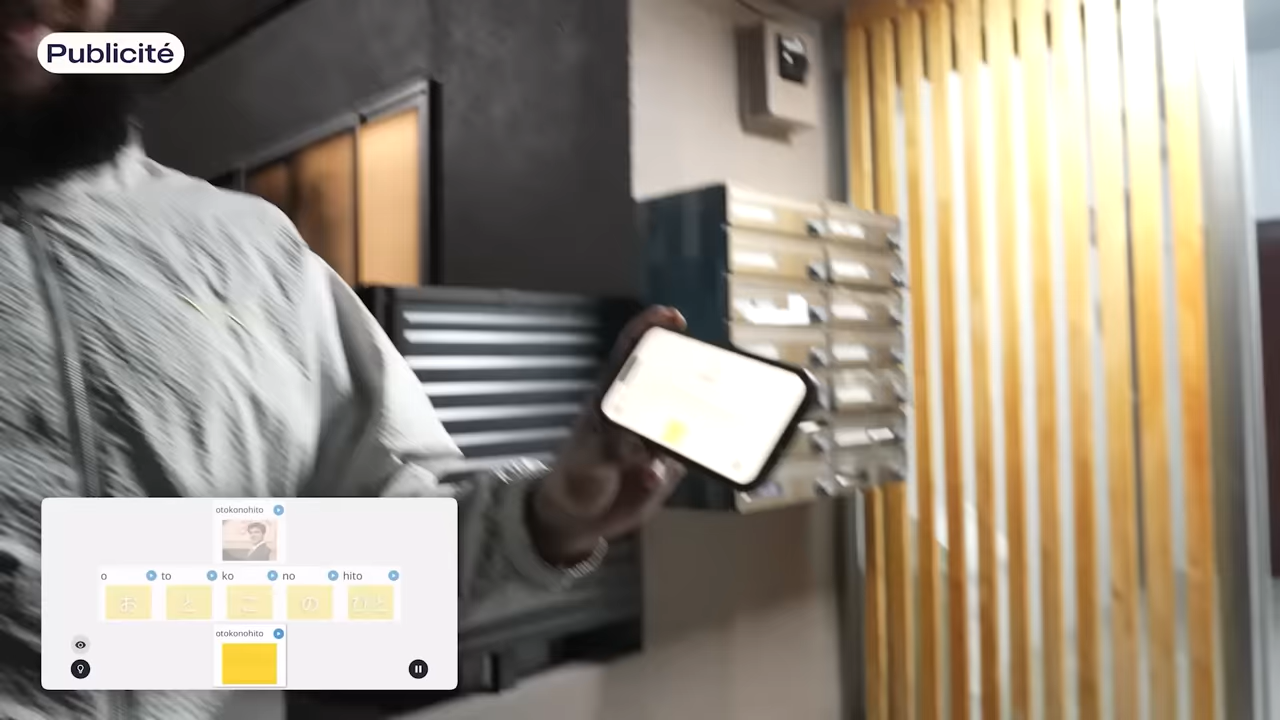 Publicité
otokonohito
o to ko no hito
お と こ の ひと
otokonohito